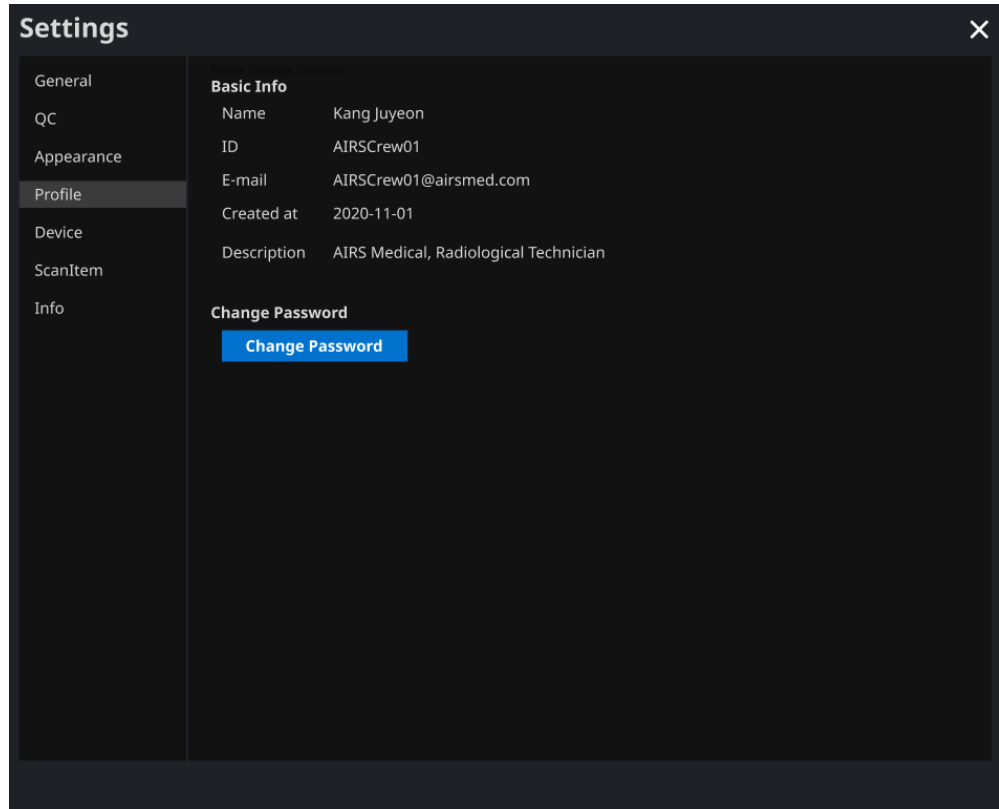 Settings
General
QC
Appearance
Profile
Device
ScanItem
Info
Basic Info
Name Kang Juyeon
ID AIRSCrew01
E-mail AIRSCrew01@airsmed.com
Created at 2020-11-01
Description AIRS Medical, Radiological Technician
Change Password
Change Password